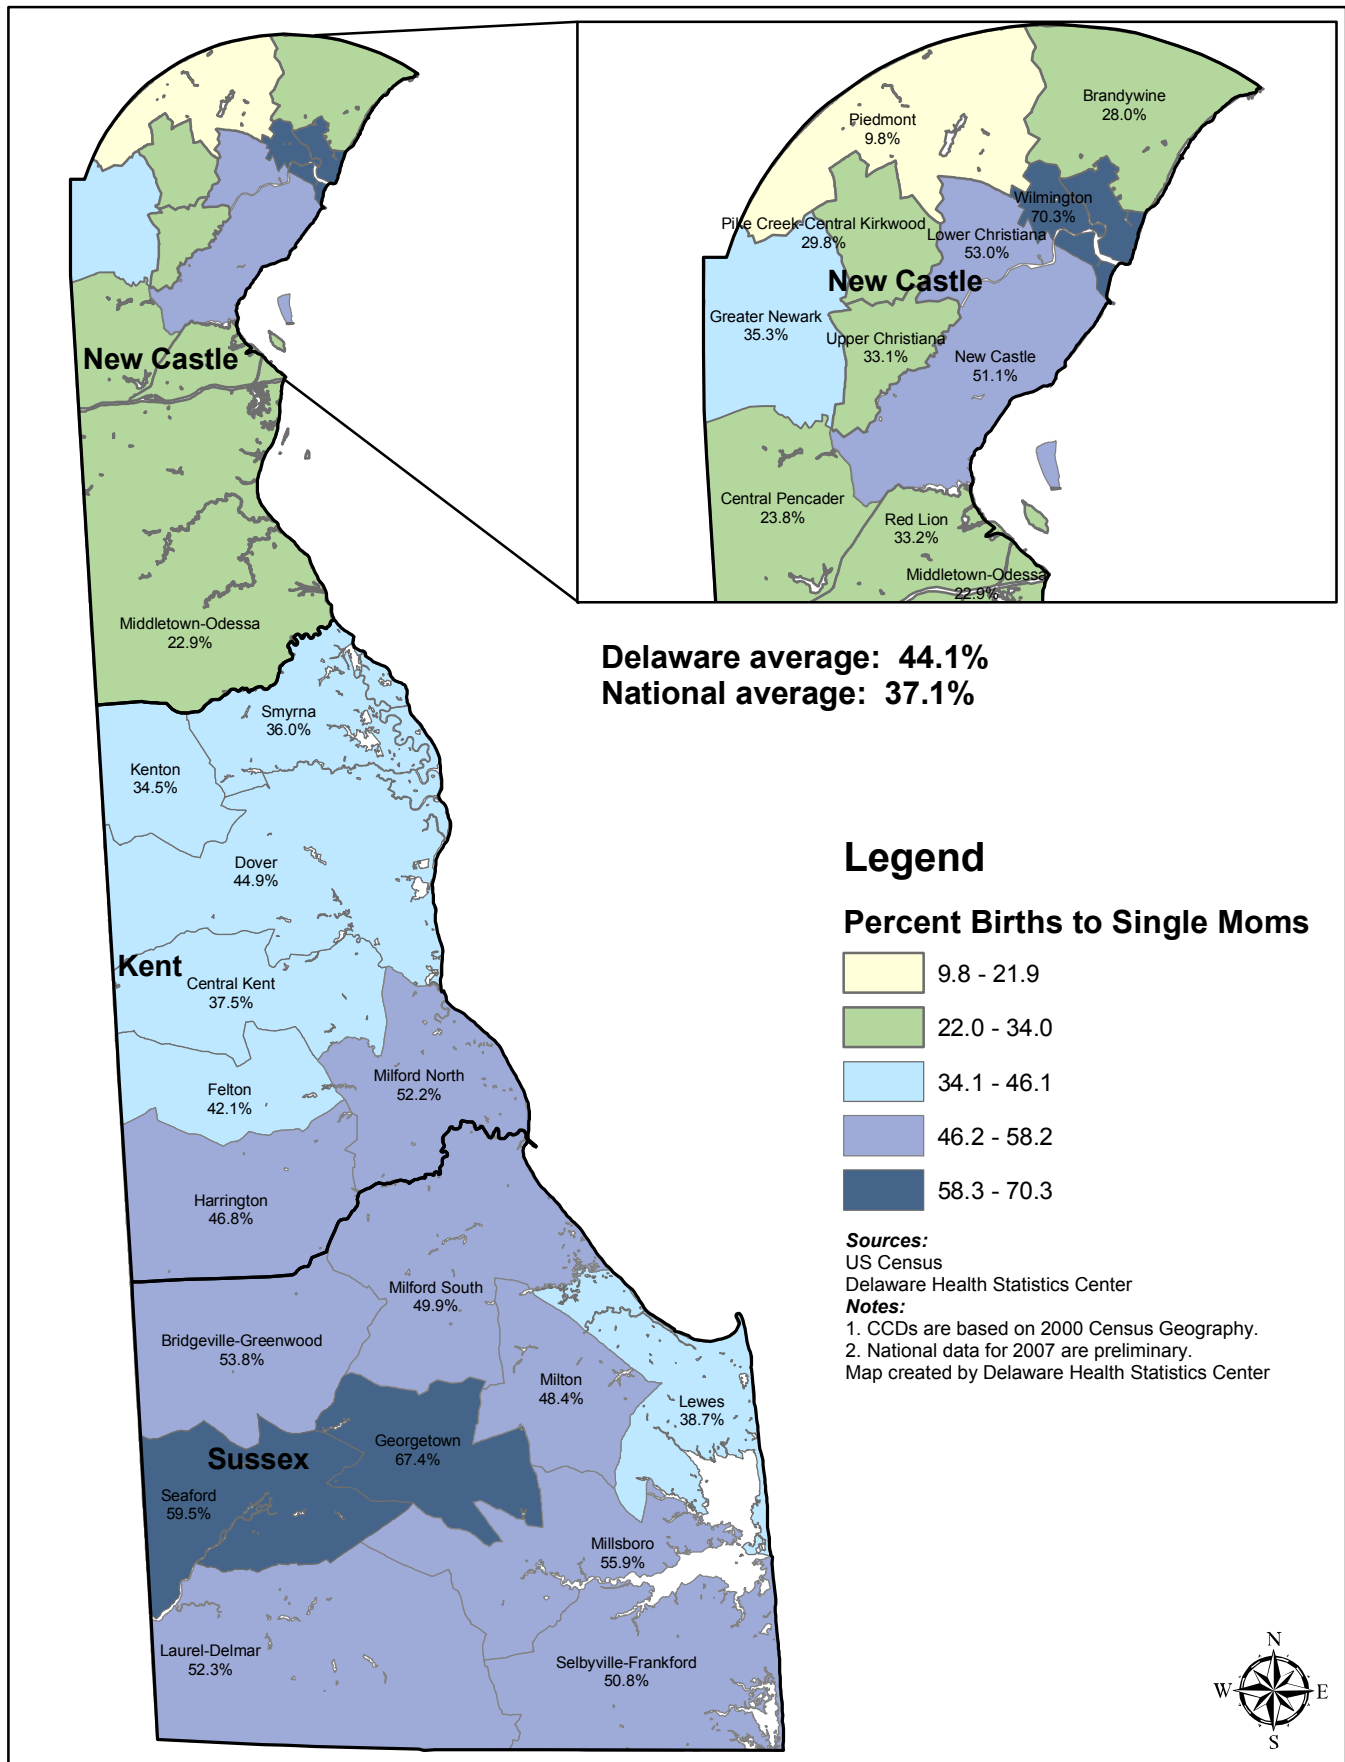 Brandywine
28.0%
Piedmont
9.8%
Wilmington
70.3%
Pike Creek-Central Kirkwood
29.8%
Lower Christiana
53.0%
New Castle
Greater Newark
35.3%
Upper Christiana
33.1%
New Castle
51.1%
Central Pencader
23.8%
Red Lion
33.2%
Middletown-Odessa
22.9%
New Castle
Middletown-Odessa
22.9%
Delaware average: 44.1%
National average: 37.1%
Smyrna
36.0%
Kenton
34.5%
Dover
44.9%
Kent
Central Kent
37.5%
Felton
42.1%
Milford North
52.2%
Harrington
46.8%
Milford South
49.9%
Bridgeville-Greenwood
53.8%
Milton
48.4%
Lewes
38.7%
Georgetown
67.4%
Sussex
Seaford
59.5%
Millsboro
55.9%
Laurel-Delmar
52.3%
Selbyville-Frankford
50.8%
Legend
Percent Births to Single Moms
9.8 - 21.9
22.0 - 34.0
34.1 - 46.1
46.2 - 58.2
58.3 - 70.3
Sources:
US Census
Delaware Health Statistics Center
Notes:
1. CCDs are based on 2000 Census Geography.
2. National data for 2007 are preliminary.
Map created by Delaware Health Statistics Center
N
W
E
S